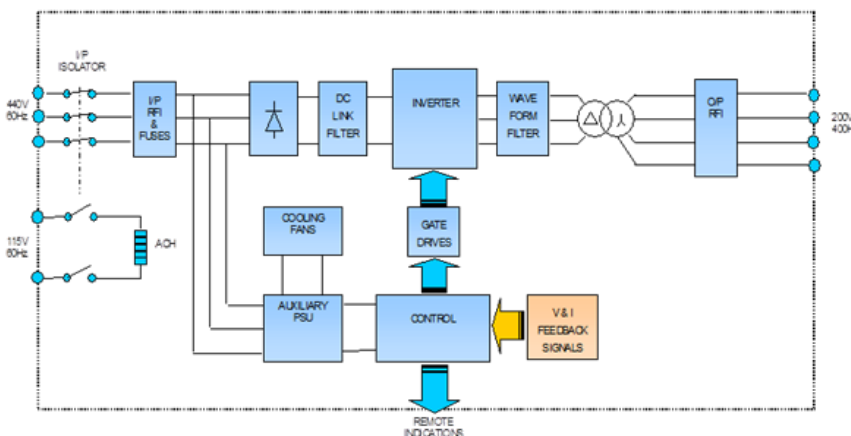 I/P
ISOLATOR
440V
60Hz
I/P
RFI
&
FUSES
DC
LINK
FILTER
INVERTER
WAVE
FORM
FILTER
O/P
RFI
200V
400H
115V
60Hz
ACH
COOLING
FANS
GATE
DRIVES
AUXILIARY
PSU
CONTROL
V & I
FEEDBACK
SIGNALS
REMOTE
INDICATIONS